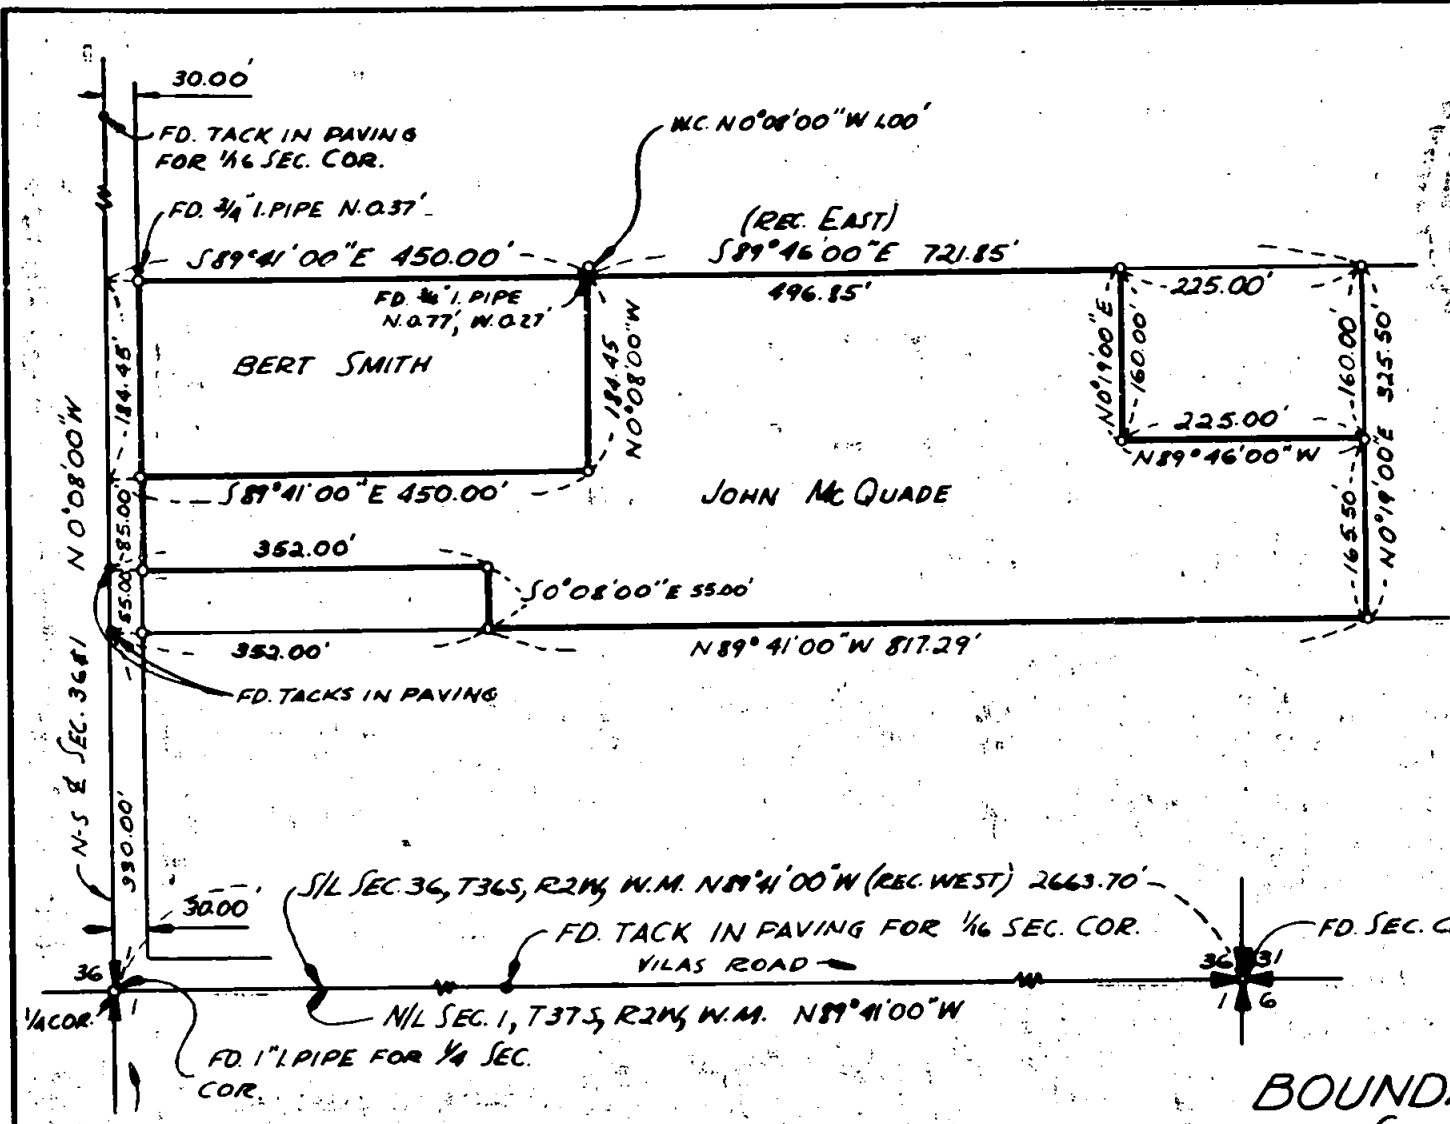 30.00'
FD. TACK IN PAVING
FOR 1/16 SEC. COR.
W.C. N0°08'00"W 1.00'
FD. 3/4" I. PIPE N. 0.37'
(REC. EAST)
S89°41'00"E 450.00'
S89°46'00"E 721.85'
FD. 3/4" I. PIPE
N. 0.77', W. 0.27'
496.85'
225.00'
BERT SMITH
184.45'
184.45
N0°08'00"W
N0°19'00"E
160.00'
160.00'
325.50'
N0°08'00"W
225.00'
N89°46'00"W
S89°41'00"E 450.00'
JOHN McQUADE
85.00'
165.50'
N0°19'00"E
352.00'
55.00'
S0°08'00"E 55.00'
352.00'
N89°41'00"W 817.29'
FD. TACKS IN PAVING
N-S ℄ SEC. 36&1
330.00'
30.00'
S/L SEC. 36, T36S, R2W, W.M. N89°41'00"W (REC. WEST) 2663.70'
FD. TACK IN PAVING FOR 1/16 SEC. COR.
FD. SEC. C
VILAS ROAD
36
36 31
1/4 COR.
1
1 6
N/L SEC. 1, T37S, R2W, W.M. N89°41'00"W
FD. 1" I. PIPE FOR 1/4 SEC.
COR.
BOUND